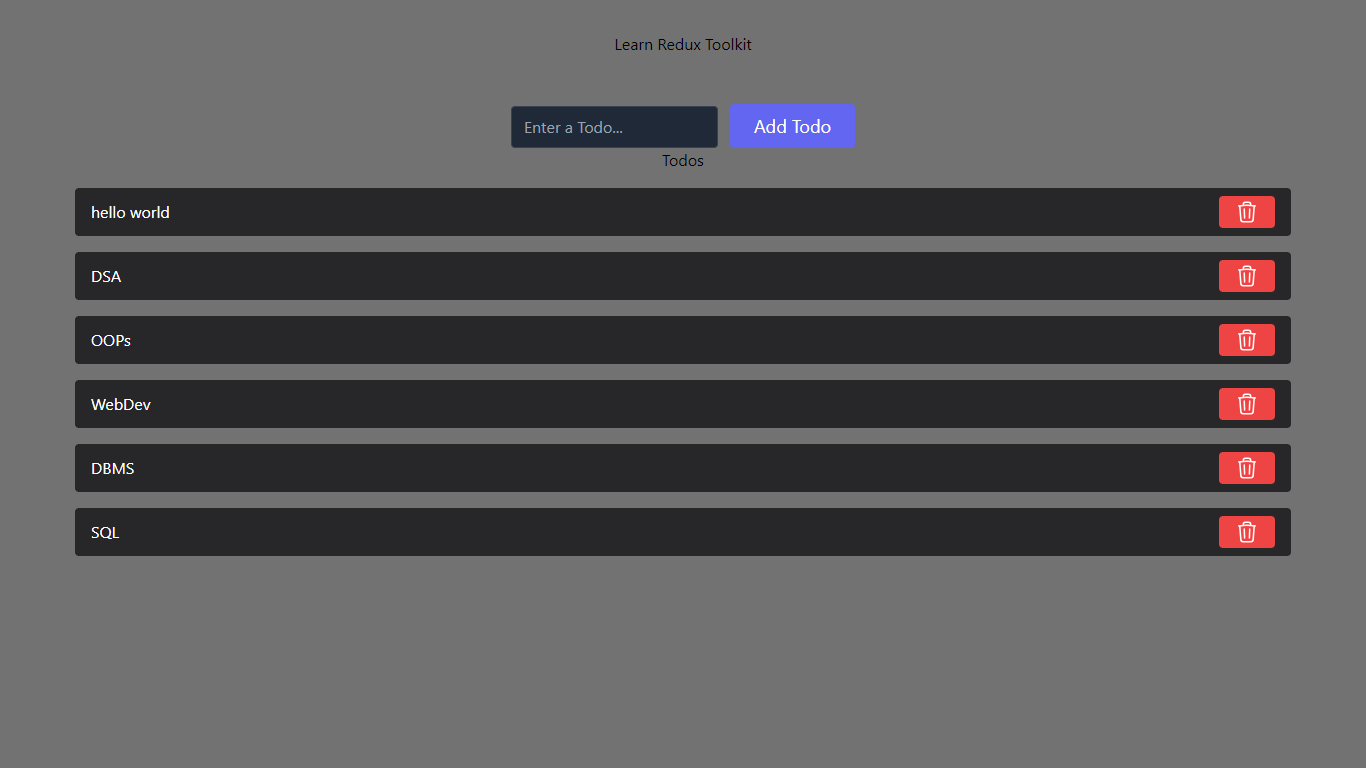 Learn Redux Toolkit
Enter a Todo... Add Todo
Todos
hello world
DSA
OOPs
WebDev
DBMS
SQL